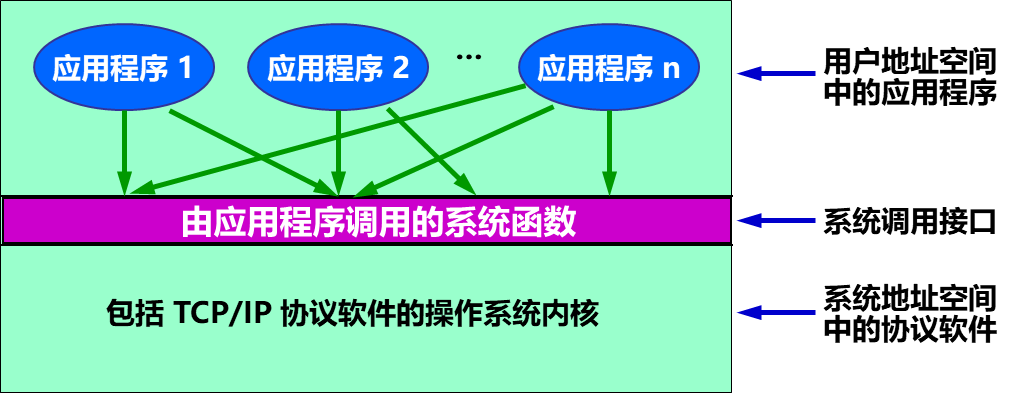 应用程序 1
应用程序 2
...
应用程序 n
用户地址空间
中的应用程序
由应用程序调用的系统函数
系统调用接口
包括 TCP/IP 协议软件的操作系统内核
系统地址空间
中的协议软件